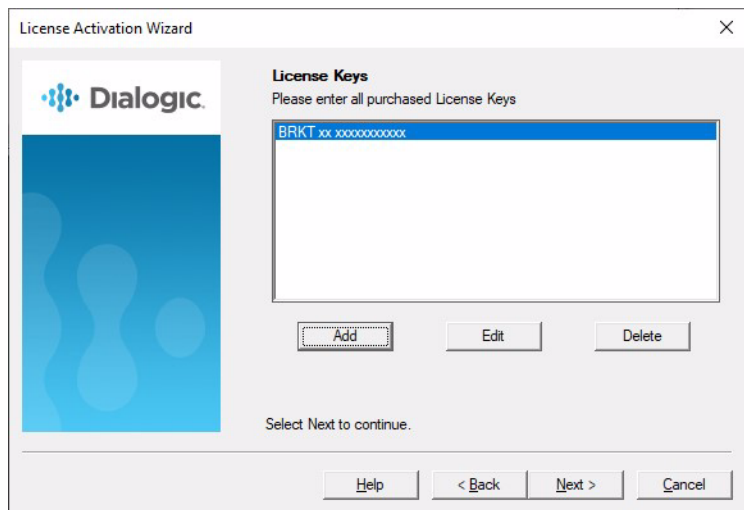 License Activation Wizard
Dialogic
License Keys
Please enter all purchased License Keys
BRKT xx xxxxxxxxxxx
Add
Edit
Delete
Select Next to continue.
Help
< Back
Next >
Cancel